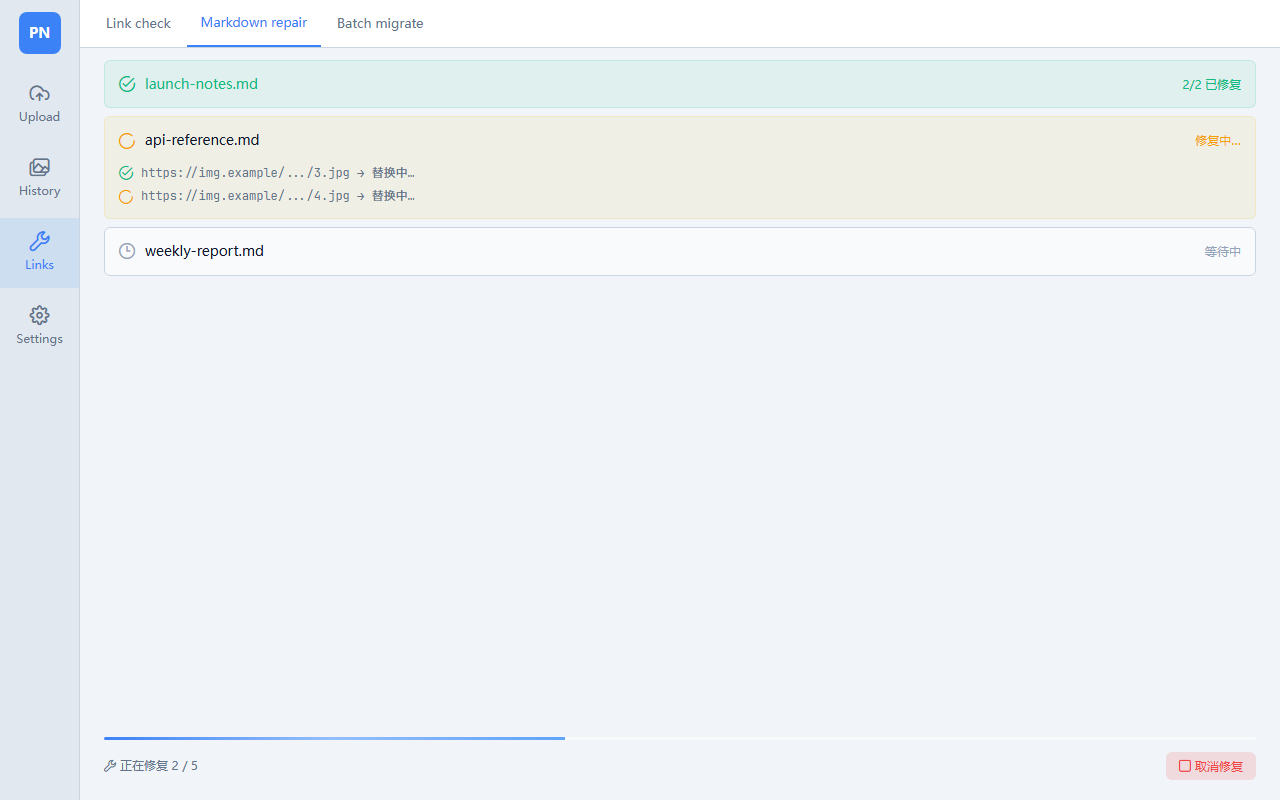 PN
Upload
History
Links
Settings
Link check
Markdown repair
Batch migrate
launch-notes.md
2/2 已修复
api-reference.md
修复中...
https://img.example/.../3.jpg → 替换中…
https://img.example/.../4.jpg → 替换中…
weekly-report.md
等待中
正在修复 2 / 5
取消修复